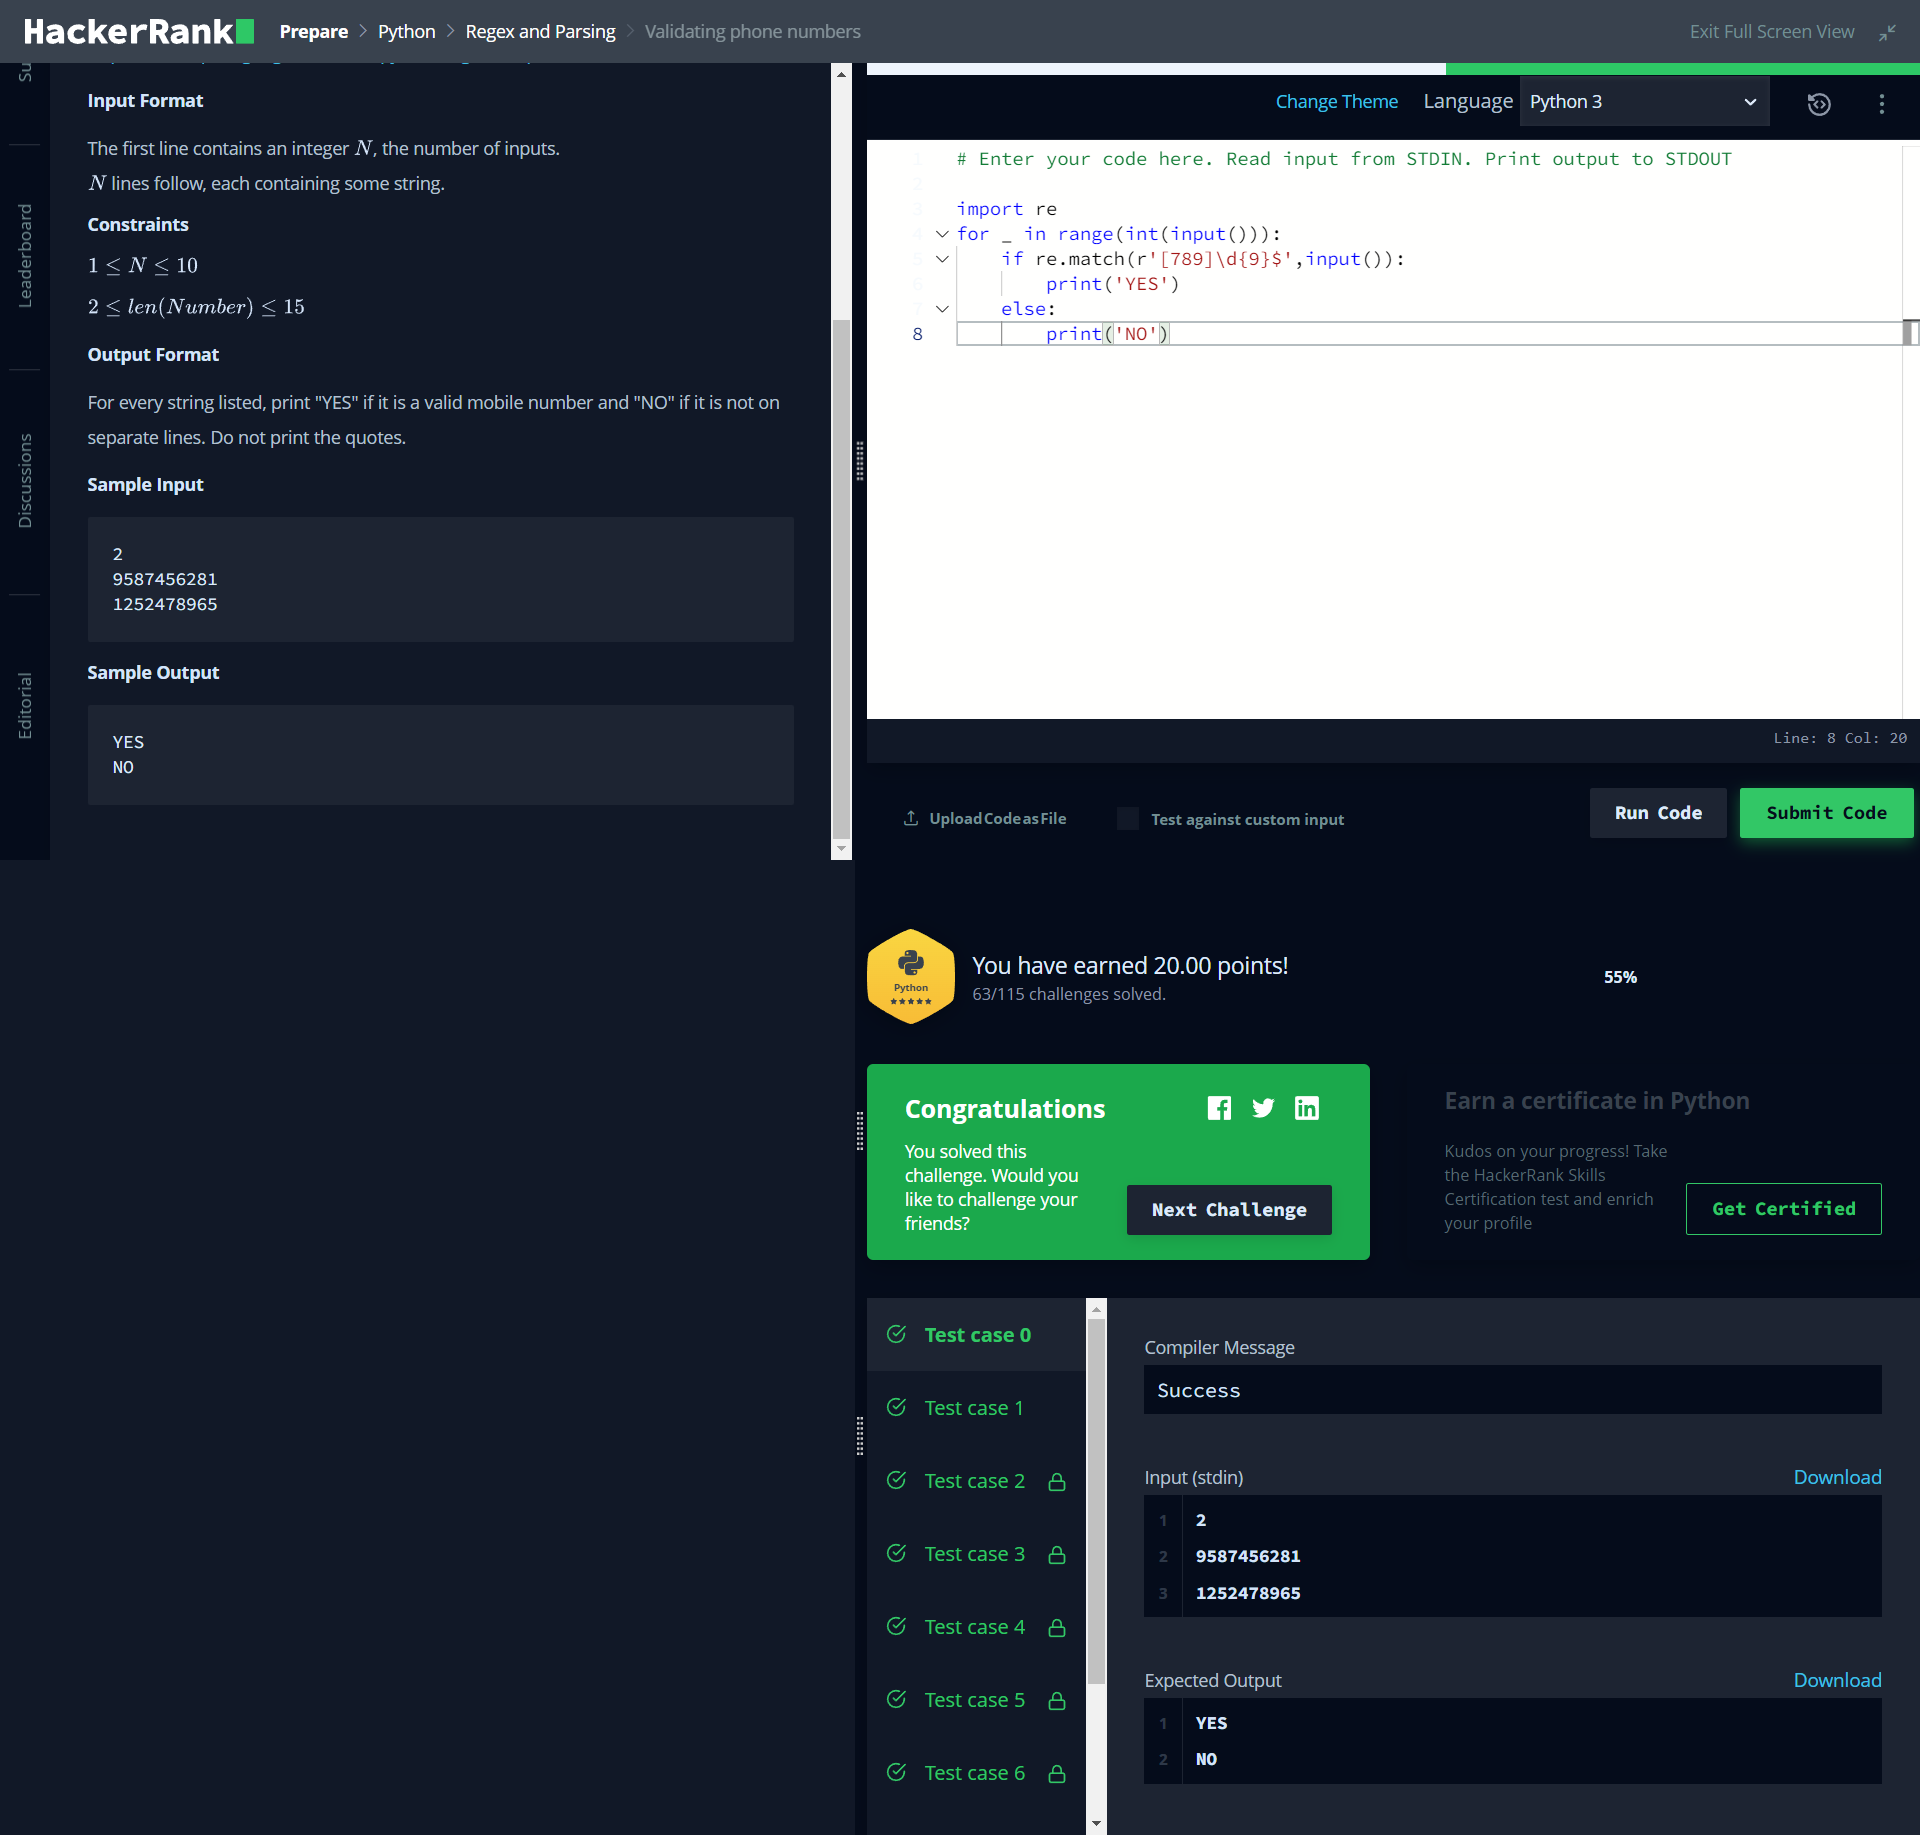 HackerRank
Prepare > Python > Regex and Parsing > Validating phone numbers
Exit Full Screen View
Su
Leaderboard
Discussions
Editorial
Input Format
The first line contains an integer N, the number of inputs.
N lines follow, each containing some string.
Constraints
1 ≤ N ≤ 10
2 ≤ len(Number) ≤ 15
Output Format
For every string listed, print "YES" if it is a valid mobile number and "NO" if it is not on
separate lines. Do not print the quotes.
Sample Input
2
9587456281
1252478965
Sample Output
YES
NO
Change Theme
Language
Python 3
1 # Enter your code here. Read input from STDIN. Print output to STDOUT
2
3 import re
4 for _ in range(int(input())):
5     if re.match(r'[789]\d{9}$',input()):
6         print('YES')
7     else:
8         print('NO')
Line: 8 Col: 20
Upload Code as File
Test against custom input
Run Code
Submit Code
Python
You have earned 20.00 points!
63/115 challenges solved.
55%
Congratulations
You solved this
challenge. Would you
like to challenge your
friends?
Next Challenge
Earn a certificate in Python
Kudos on your progress! Take
the HackerRank Skills
Certification test and enrich
your profile
Get Certified
Test case 0
Test case 1
Test case 2
Test case 3
Test case 4
Test case 5
Test case 6
Compiler Message
Success
Input (stdin)
Download
1 2
2 9587456281
3 1252478965
Expected Output
Download
1 YES
2 NO